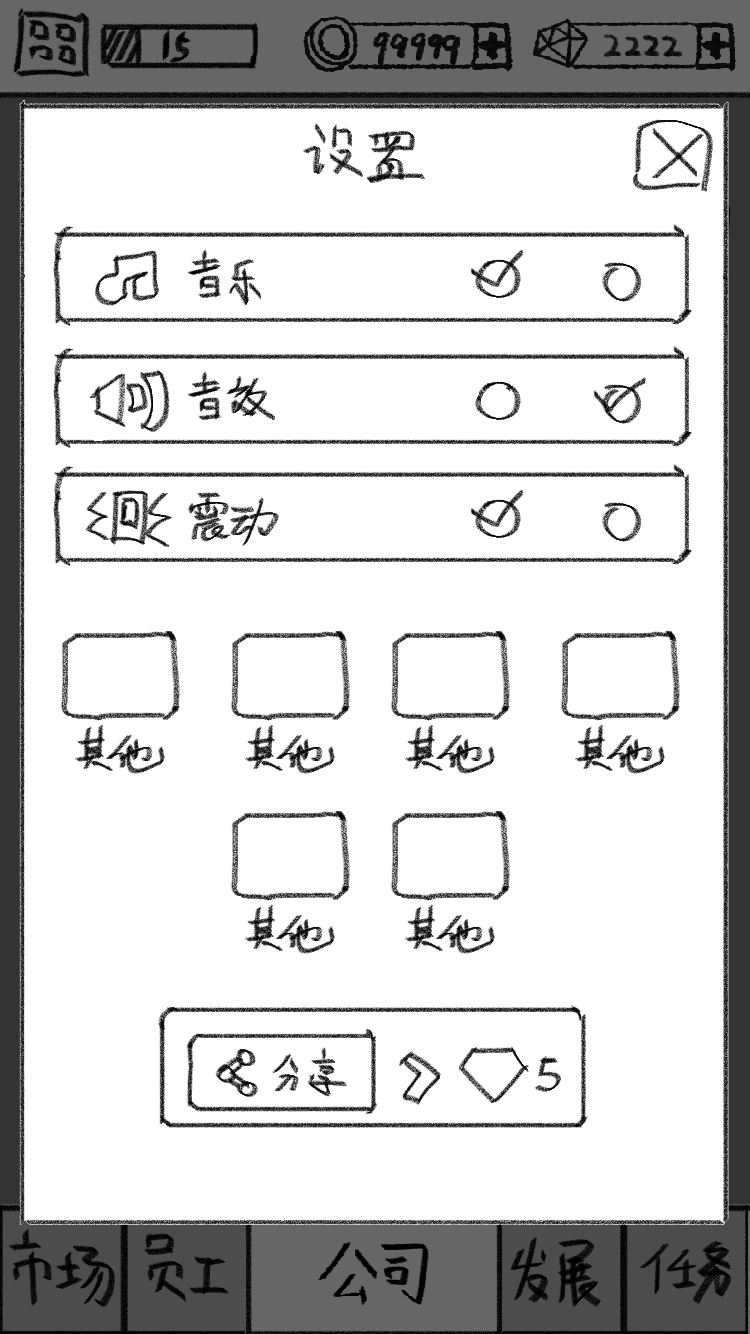 15 99999 2222
设置
音乐
音效
震动
其他 其他 其他 其他
其他 其他
分享 5
市场 员工 公司 发展 任务